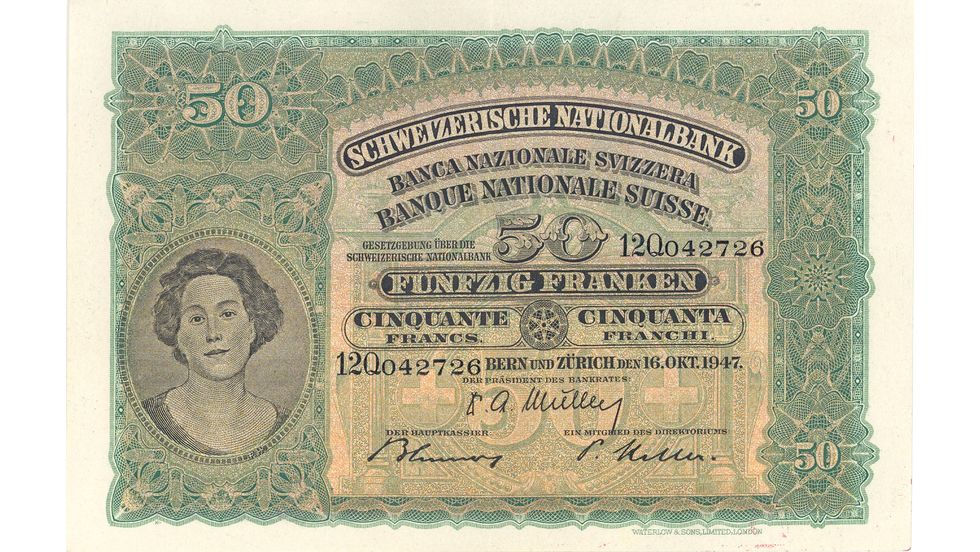 50
50
SCHWEIZERISCHE NATIONALBANK
BANCA NAZIONALE SVIZZERA
BANQUE NATIONALE SUISSE.
GESETZGEBUNG ÜBER DIE
SCHWEIZERISCHE NATIONALBANK
50
12Q042726
FUNFZIG FRANKEN
CINQUANTE
FRANCS.
CINQUANTA
FRANCHI.
12Q042726
BERN UND ZÜRICH DEN 16. OKT. 1947.
DER PRÄSIDENT DES BANKRATES:
50
DER HAUPTKASSIER
EIN MITGLIED DES DIREKTORIUMS
50
WATERLOW & SONS, LIMITED, LONDON